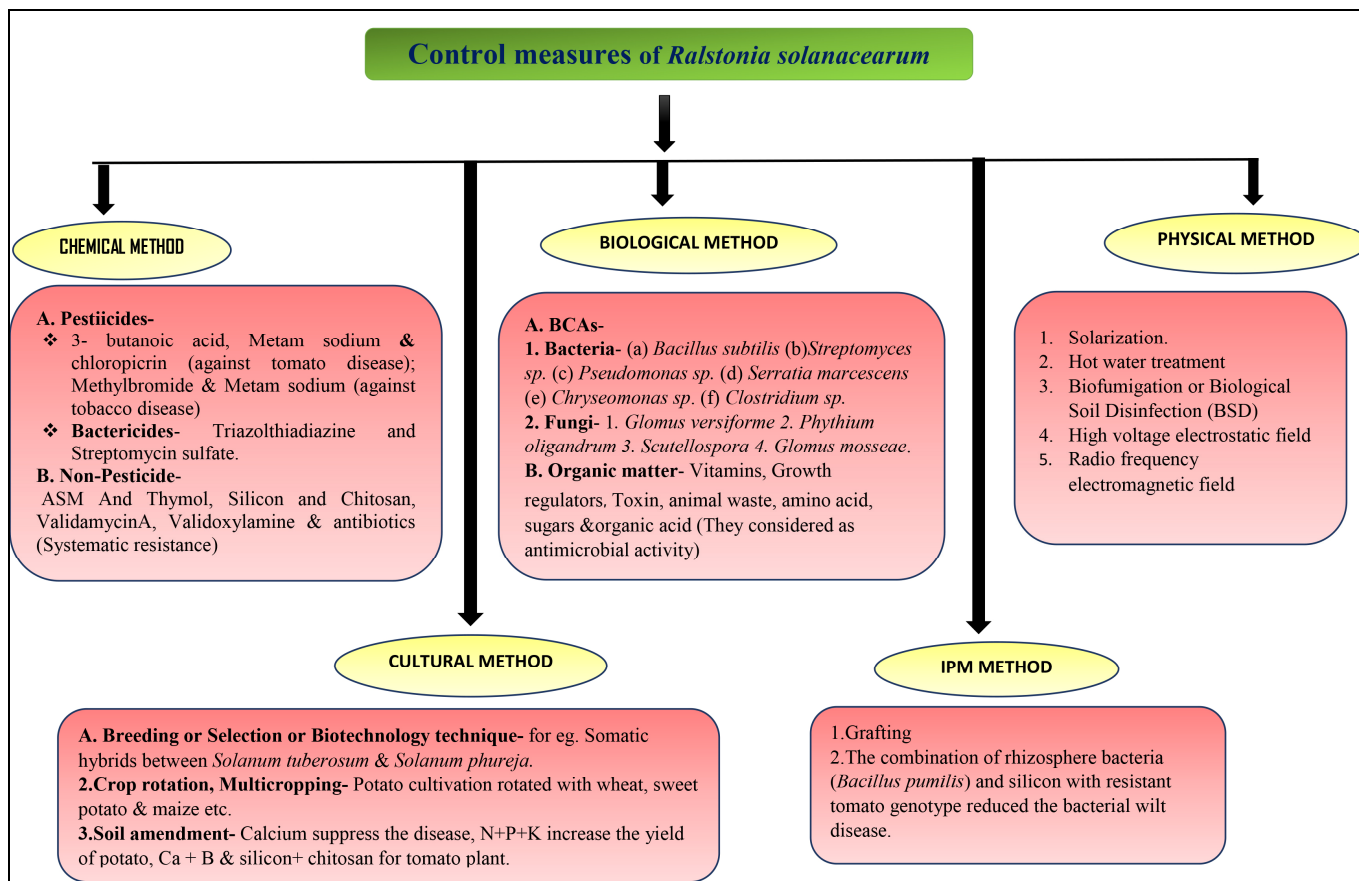 Control measures of Ralstonia solanacearum
CHEMICAL METHOD
A. Pestiicides-
❖ 3- butanoic acid, Metam sodium &
chloropicrin (against tomato disease);
Methylbromide & Metam sodium (against
tobacco disease)
❖ Bactericides- Triazolthiadiazine and
Streptomycin sulfate.
B. Non-Pesticide-
ASM And Thymol, Silicon and Chitosan,
ValidamycinA, Validoxylamine & antibiotics
(Systematic resistance)
BIOLOGICAL METHOD
A. BCAs-
1. Bacteria- (a) Bacillus subtilis (b)Streptomyces
sp. (c) Pseudomonas sp. (d) Serratia marcescens
(e) Chryseomonas sp. (f) Clostridium sp.
2. Fungi- 1. Glomus versiforme 2. Phythium
oligandrum 3. Scutellospora 4. Glomus mosseae.
B. Organic matter- Vitamins, Growth
regulators, Toxin, animal waste, amino acid,
sugars &organic acid (They considered as
antimicrobial activity)
PHYSICAL METHOD
1. Solarization.
2. Hot water treatment
3. Biofumigation or Biological
Soil Disinfection (BSD)
4. High voltage electrostatic field
5. Radio frequency
electromagnetic field
CULTURAL METHOD
A. Breeding or Selection or Biotechnology technique- for eg. Somatic
hybrids between Solanum tuberosum & Solanum phureja.
2.Crop rotation, Multicropping- Potato cultivation rotated with wheat, sweet
potato & maize etc.
3.Soil amendment- Calcium suppress the disease, N+P+K increase the yield
of potato, Ca + B & silicon+ chitosan for tomato plant.
IPM METHOD
1.Grafting
2.The combination of rhizosphere bacteria
(Bacillus pumilis) and silicon with resistant
tomato genotype reduced the bacterial wilt
disease.